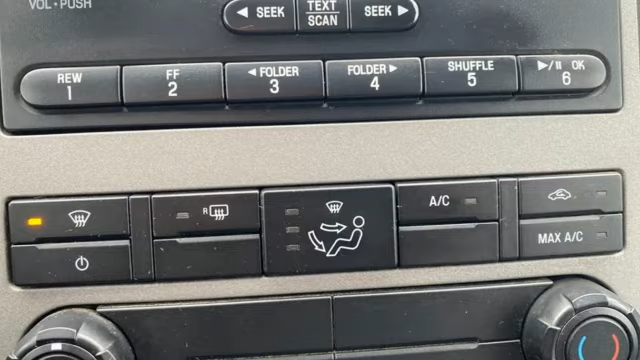 VOL • PUSH
◄ SEEK
TEXT
SCAN
SEEK ►
REW
1
FF
2
◄ FOLDER
3
FOLDER ►
4
SHUFFLE
5
►/II OK
6
R
A/C
MAX A/C